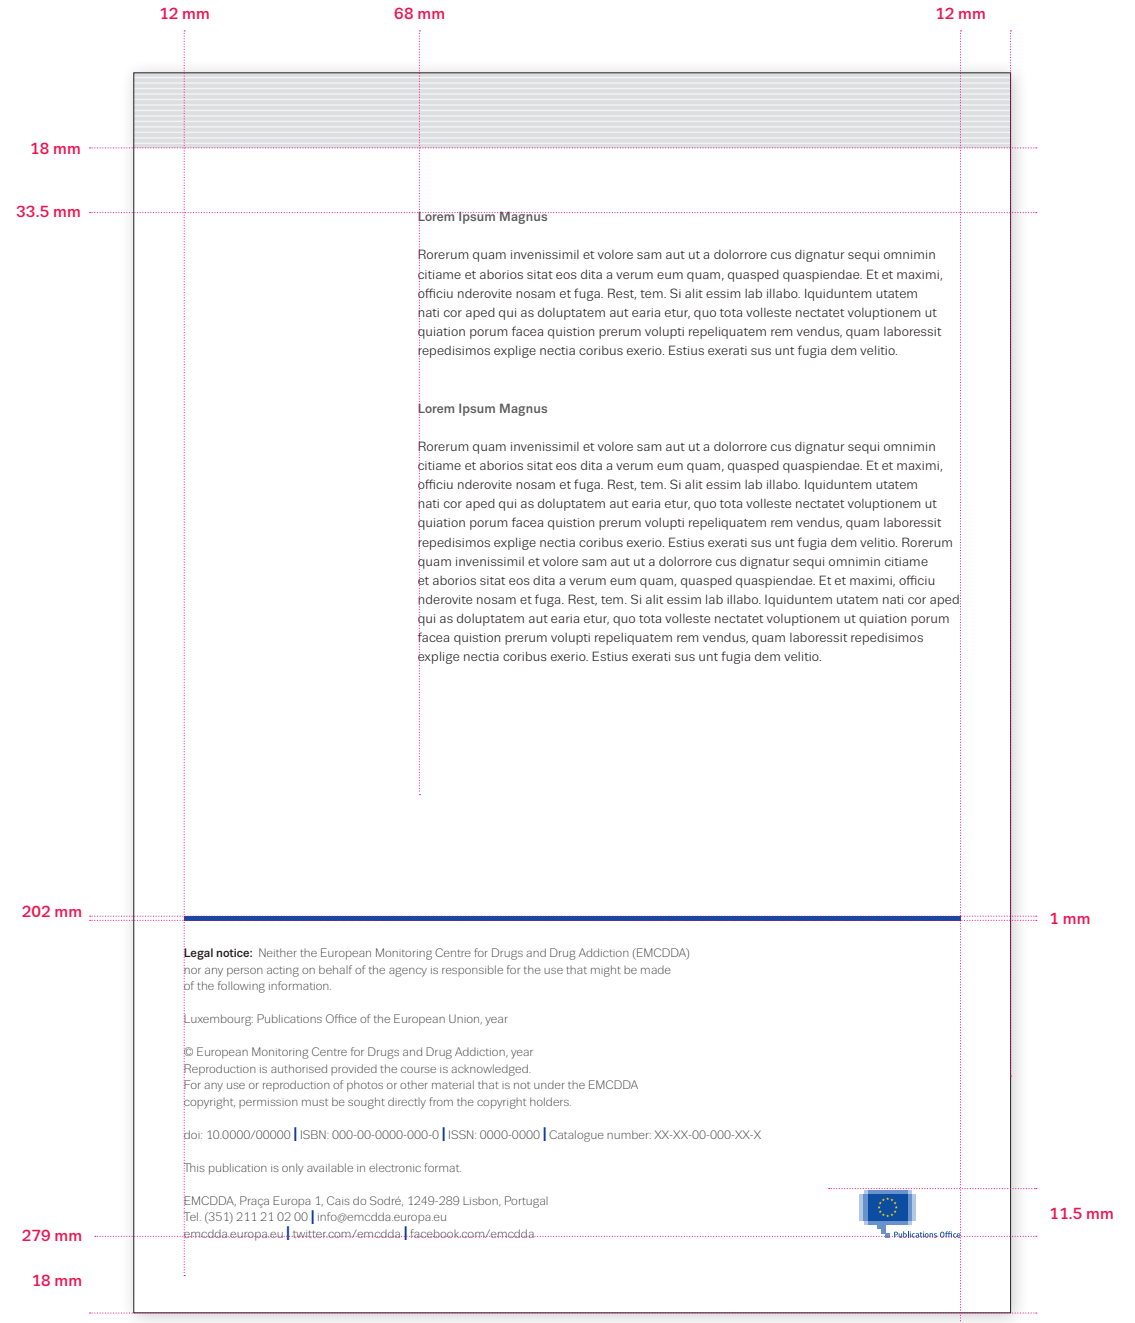 12 mm 68 mm 12 mm
18 mm
33.5 mm
Lorem Ipsum Magnus
Rorerum quam invenissimil et volore sam aut ut a dolorrore cus dignatur sequi omnimin
citiame et aborios sitat eos dita a verum eum quam, quasped quaspiendae. Et et maximi,
officiu nderovite nosam et fuga. Rest, tem. Si alit essim lab illabo. Iquiduntem utatem
nati cor aped qui as doluptatem aut earia etur, quo tota volleste nectatet voluptionem ut
quiation porum facea quistion prerum volupti repeliquatem rem vendus, quam laboressit
repedisimos explige nectia coribus exerio. Estius exerati sus unt fugia dem velitio.
Lorem Ipsum Magnus
Rorerum quam invenissimil et volore sam aut ut a dolorrore cus dignatur sequi omnimin
citiame et aborios sitat eos dita a verum eum quam, quasped quaspiendae. Et et maximi,
officiu nderovite nosam et fuga. Rest, tem. Si alit essim lab illabo. Iquiduntem utatem
nati cor aped qui as doluptatem aut earia etur, quo tota volleste nectatet voluptionem ut
quiation porum facea quistion prerum volupti repeliquatem rem vendus, quam laboressit
repedisimos explige nectia coribus exerio. Estius exerati sus unt fugia dem velitio. Rorerum
quam invenissimil et volore sam aut ut a dolorrore cus dignatur sequi omnimin citiame
et aborios sitat eos dita a verum eum quam, quasped quaspiendae. Et et maximi, officiu
nderovite nosam et fuga. Rest, tem. Si alit essim lab illabo. Iquiduntem utatem nati cor aped
qui as doluptatem aut earia etur, quo tota volleste nectatet voluptionem ut quiation porum
facea quistion prerum volupti repeliquatem rem vendus, quam laboressit repedisimos
explige nectia coribus exerio. Estius exerati sus unt fugia dem velitio.
202 mm
1 mm
Legal notice: Neither the European Monitoring Centre for Drugs and Drug Addiction (EMCDDA)
nor any person acting on behalf of the agency is responsible for the use that might be made
of the following information.
Luxembourg: Publications Office of the European Union, year
© European Monitoring Centre for Drugs and Drug Addiction, year
Reproduction is authorised provided the course is acknowledged.
For any use or reproduction of photos or other material that is not under the EMCDDA
copyright, permission must be sought directly from the copyright holders.
doi: 10.0000/00000 | ISBN: 000-00-0000-000-0 | ISSN: 0000-0000 | Catalogue number: XX-XX-00-000-XX-X
This publication is only available in electronic format.
EMCDDA, Praça Europa 1, Cais do Sodré, 1249-289 Lisbon, Portugal
Tel. (351) 211 21 02 00 | info@emcdda.europa.eu
11.5 mm
emcdda.europa.eu | twitter.com/emcdda | facebook.com/emcdda
Publications Office
279 mm
18 mm